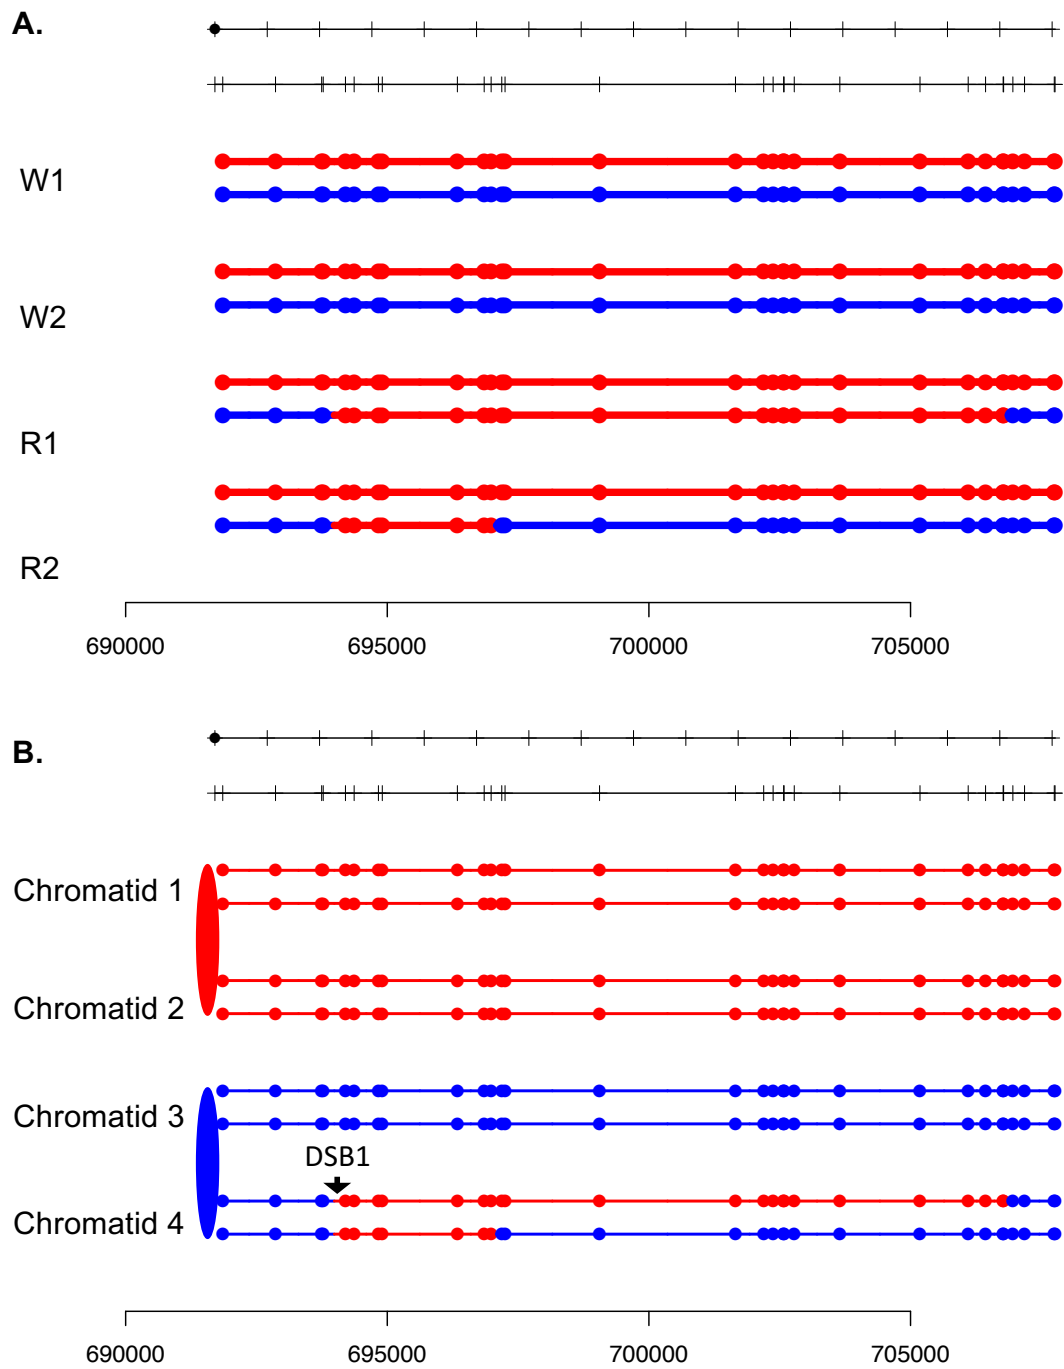 A.
W1
W2
R1
R2
690000 695000 700000 705000
B.
Chromatid 1
Chromatid 2
Chromatid 3
DSB1
Chromatid 4
690000 695000 700000 705000